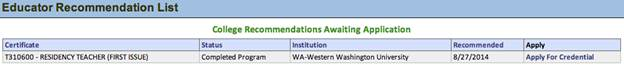 Educator Recommendation List
College Recommendations Awaiting Application
Certificate Status Institution Recommended Apply
T310600 - RESIDENCY TEACHER (FIRST ISSUE) Completed Program WA-Western Washington University 8/27/2014 Apply For Credential